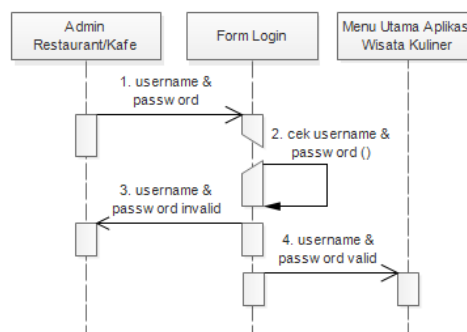 Admin
Restaurant/Kafe
Form Login
Menu Utama Aplikas
Wisata Kuliner
1. username &
passw ord
2. cek username &
passw ord ()
3. username &
passw ord invalid
4. username &
passw ord valid